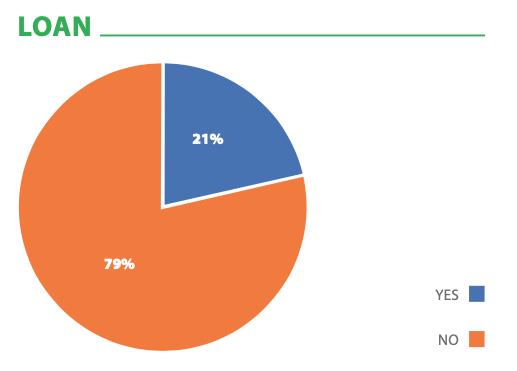 LOAN
21%
79%
YES
NO